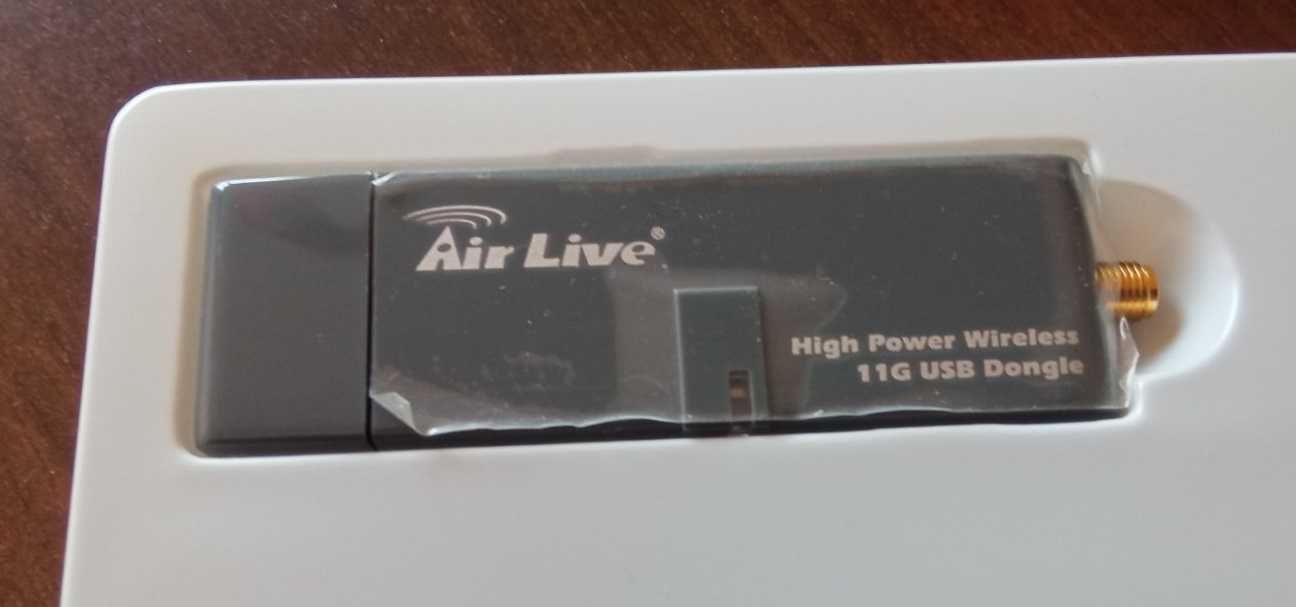 Air Live®
High Power Wireless
11G USB Dongle